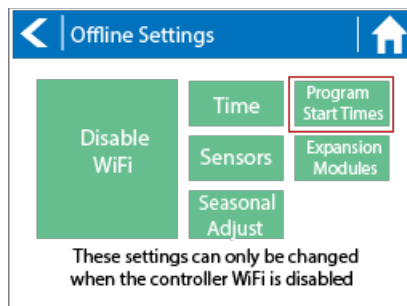 Offline Settings
Disable
WiFi
Time
Program
Start Times
Sensors
Expansion
Modules
Seasonal
Adjust
These settings can only be changed
when the controller WiFi is disabled